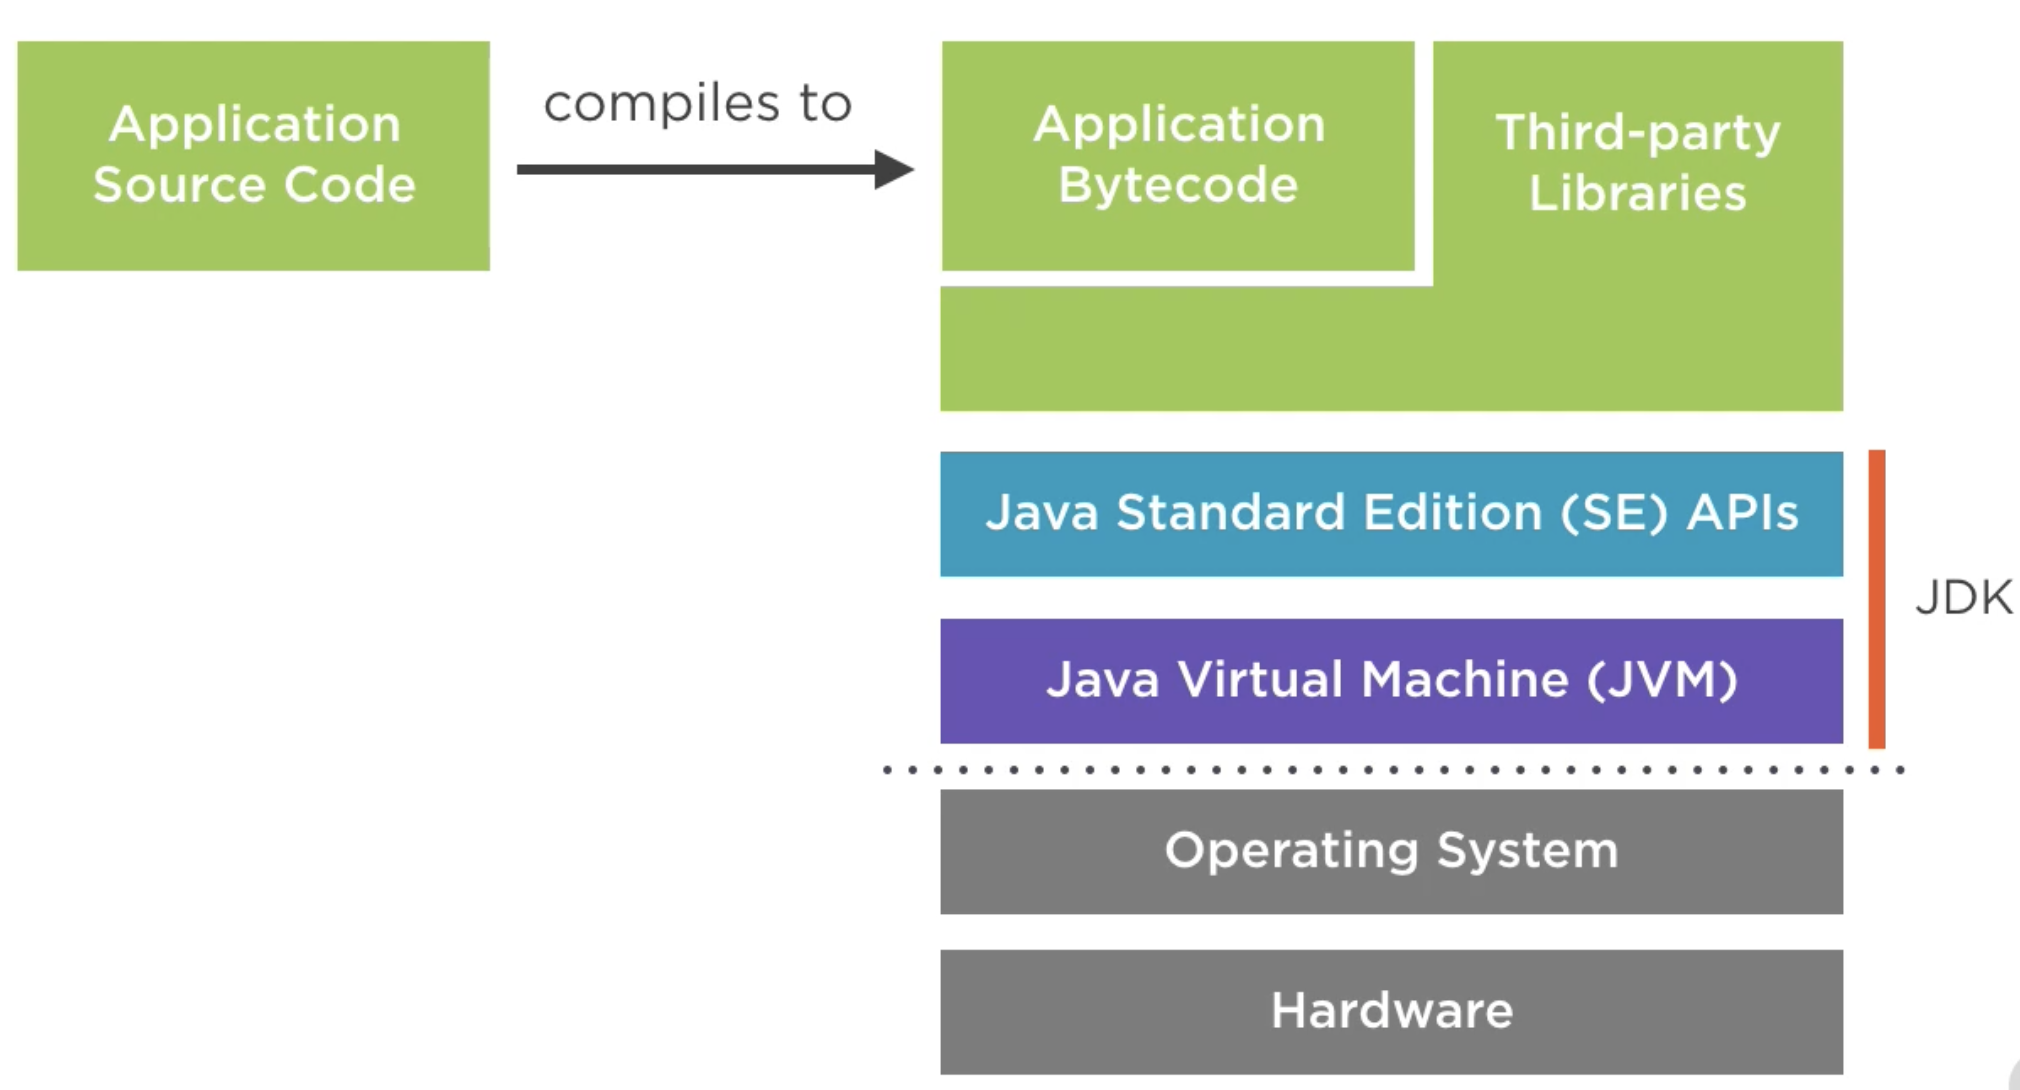 Application
Source Code
compiles to
Application
Bytecode
Third-party
Libraries
Java Standard Edition (SE) APIs
JDK
Java Virtual Machine (JVM)
Operating System
Hardware